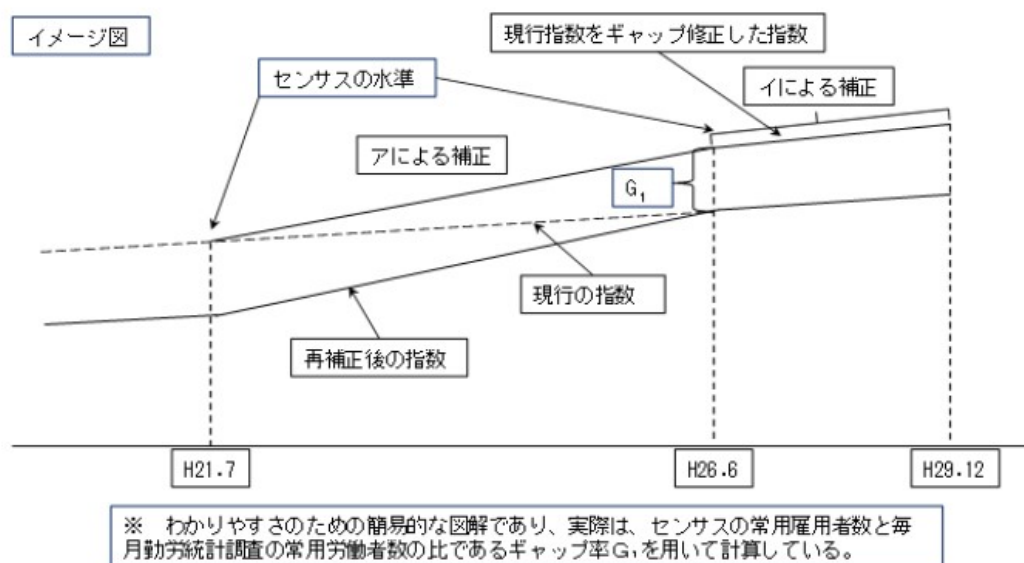 イメージ図
現行指数をギャップ修正した指数
センサスの水準
イによる補正
アによる補正
G₁
現行の指数
再補正後の指数
H21.7
H26.6
H29.12
※　わかりやすさのための簡易的な図解であり、実際は、センサスの常用雇用者数と毎
月勤労統計調査の常用労働者数の比であるギャップ率G₁を用いて計算している。